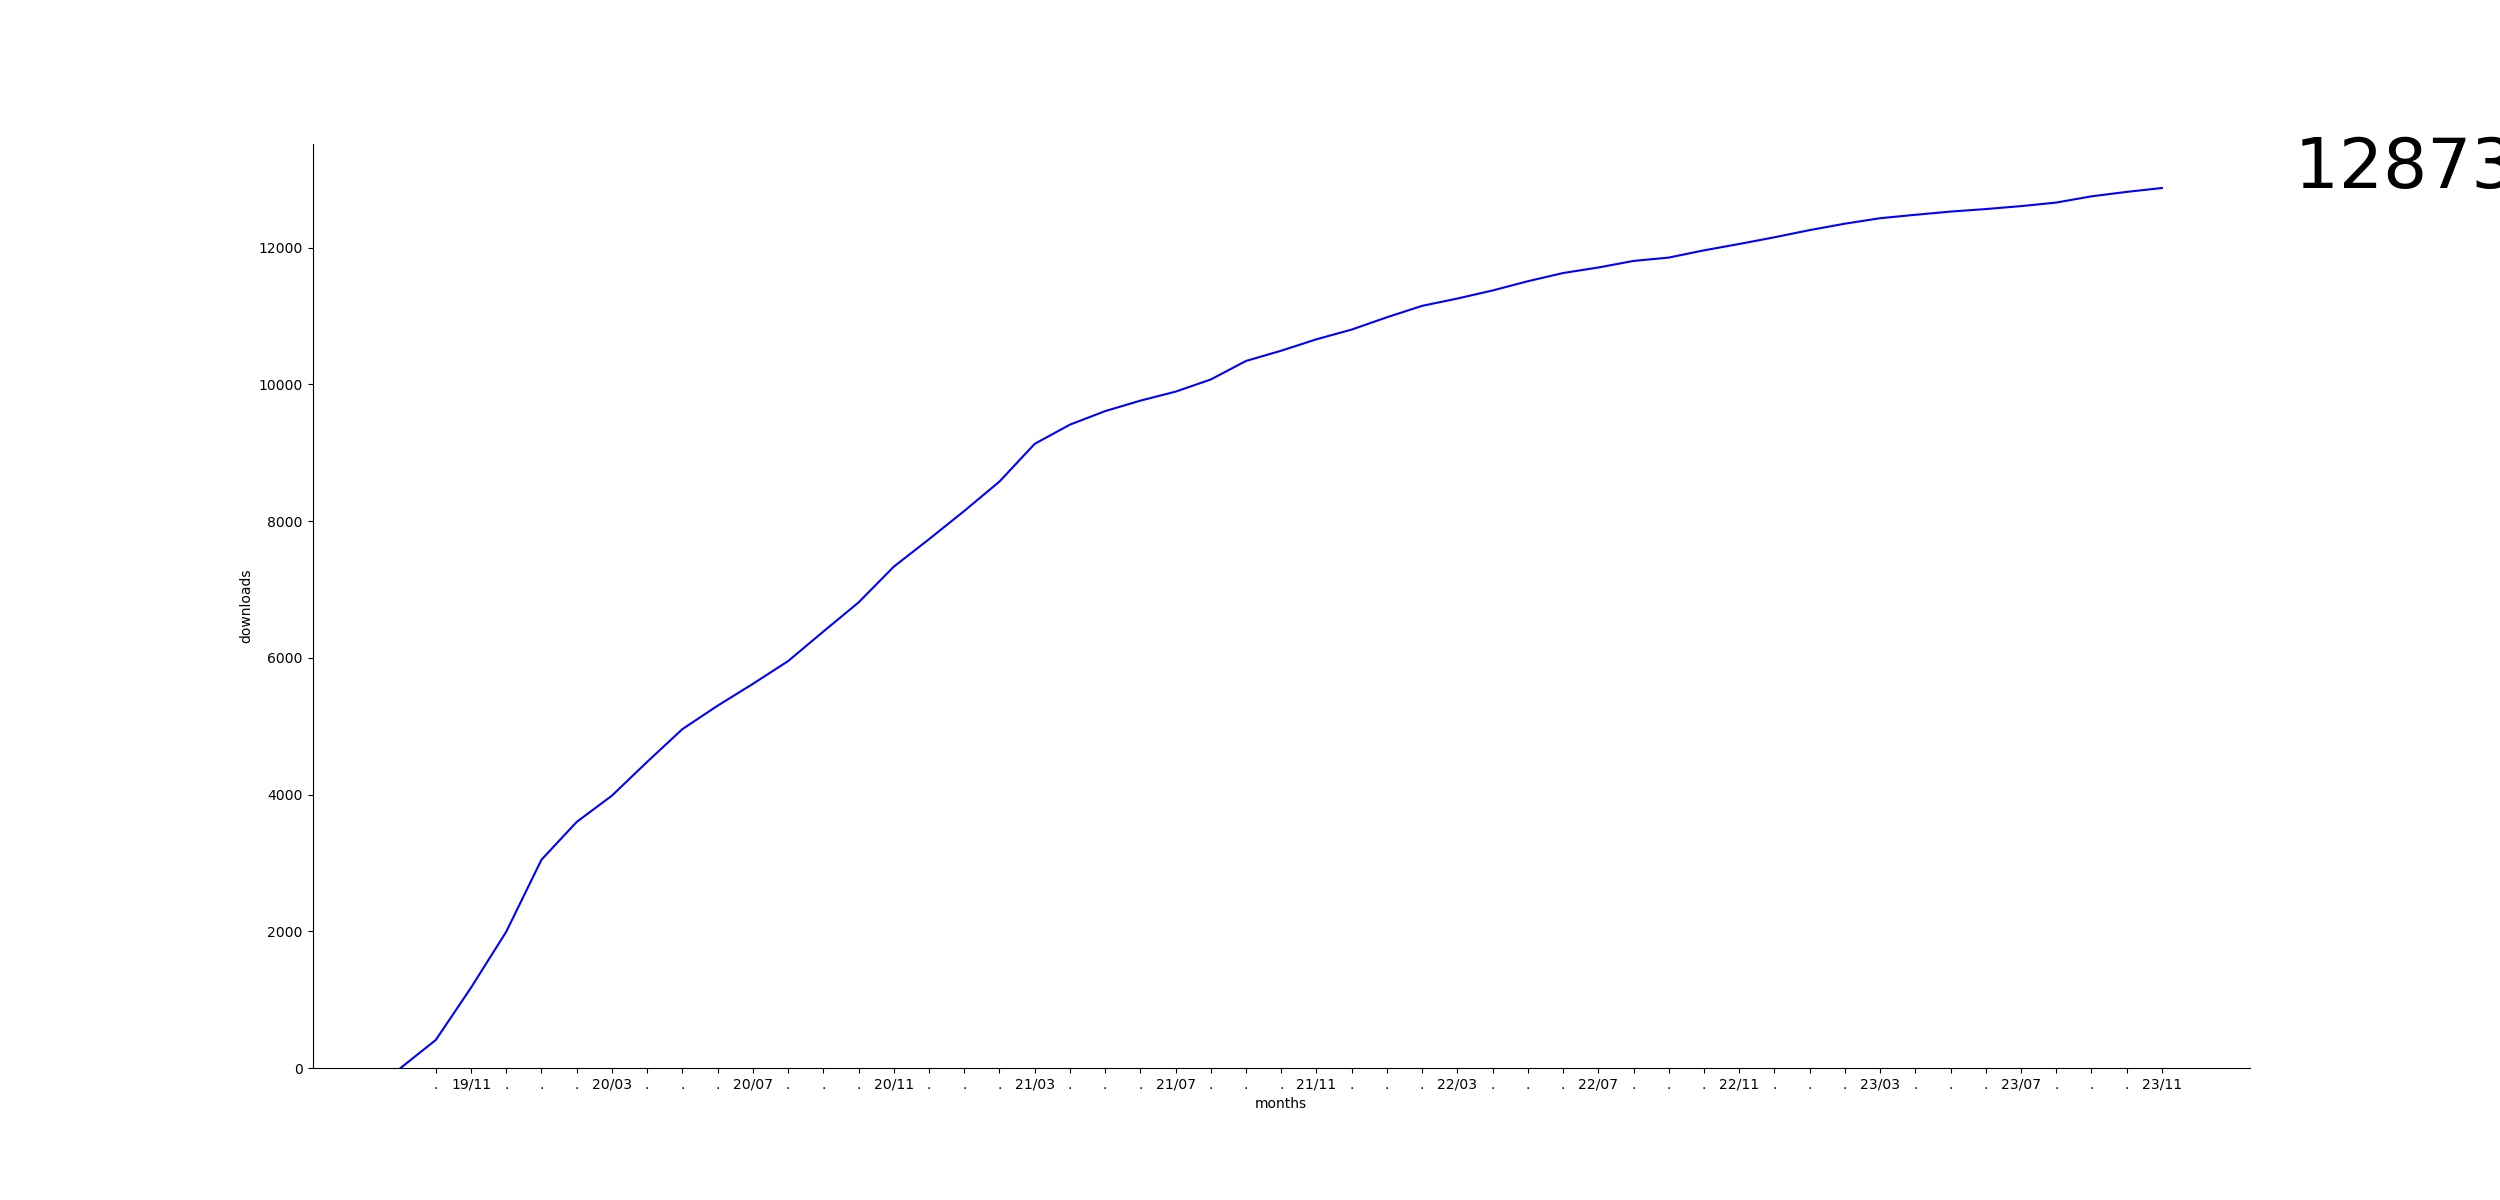 12873
12000
10000
8000
6000
4000
2000
0
downloads
. 19/11 . . . 20/03 . . . 20/07 . . . 20/11 . . . 21/03 . . . 21/07 . . . 21/11 . . . 22/03 . . . 22/07 . . . 22/11 . . . 23/03 . . . 23/07 . . . 23/11
months